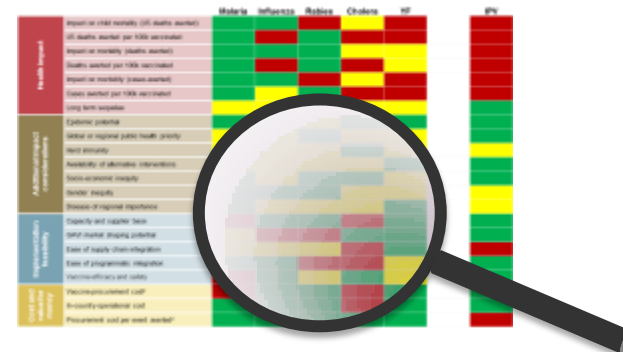 Malaria Influenza Rabies Cholera YF IPV
Health impact
Impact on child mortality (U5 deaths averted)
U5 deaths averted per 100k vaccinated
Impact on mortality (deaths averted)
Deaths averted per 100k vaccinated
Impact on morbidity (cases averted)
Cases averted per 100k vaccinated
Long term sequelae
Additional impact
considerations
Epidemic potential
Global or regional public health priority
Herd immunity
Availability of alternative interventions
Socio-economic inequity
Gender inequity
Disease of regional importance
Implementation
feasibility
Capacity and supplier base
GAVI market shaping potential
Ease of supply chain integration
Ease of programmatic integration
Vaccine efficacy and safety
Cost and
Vaccine procurement cost
In-country operational cost
Procurement cost per event averted